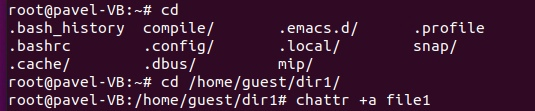 root@pavel-VB:~# cd
.bash_history compile/ .emacs.d/ .profile
.bashrc .config/ .local/ snap/
.cache/ .dbus/ mip/
root@pavel-VB:~# cd /home/guest/dir1/
root@pavel-VB:/home/guest/dir1# chattr +a file1